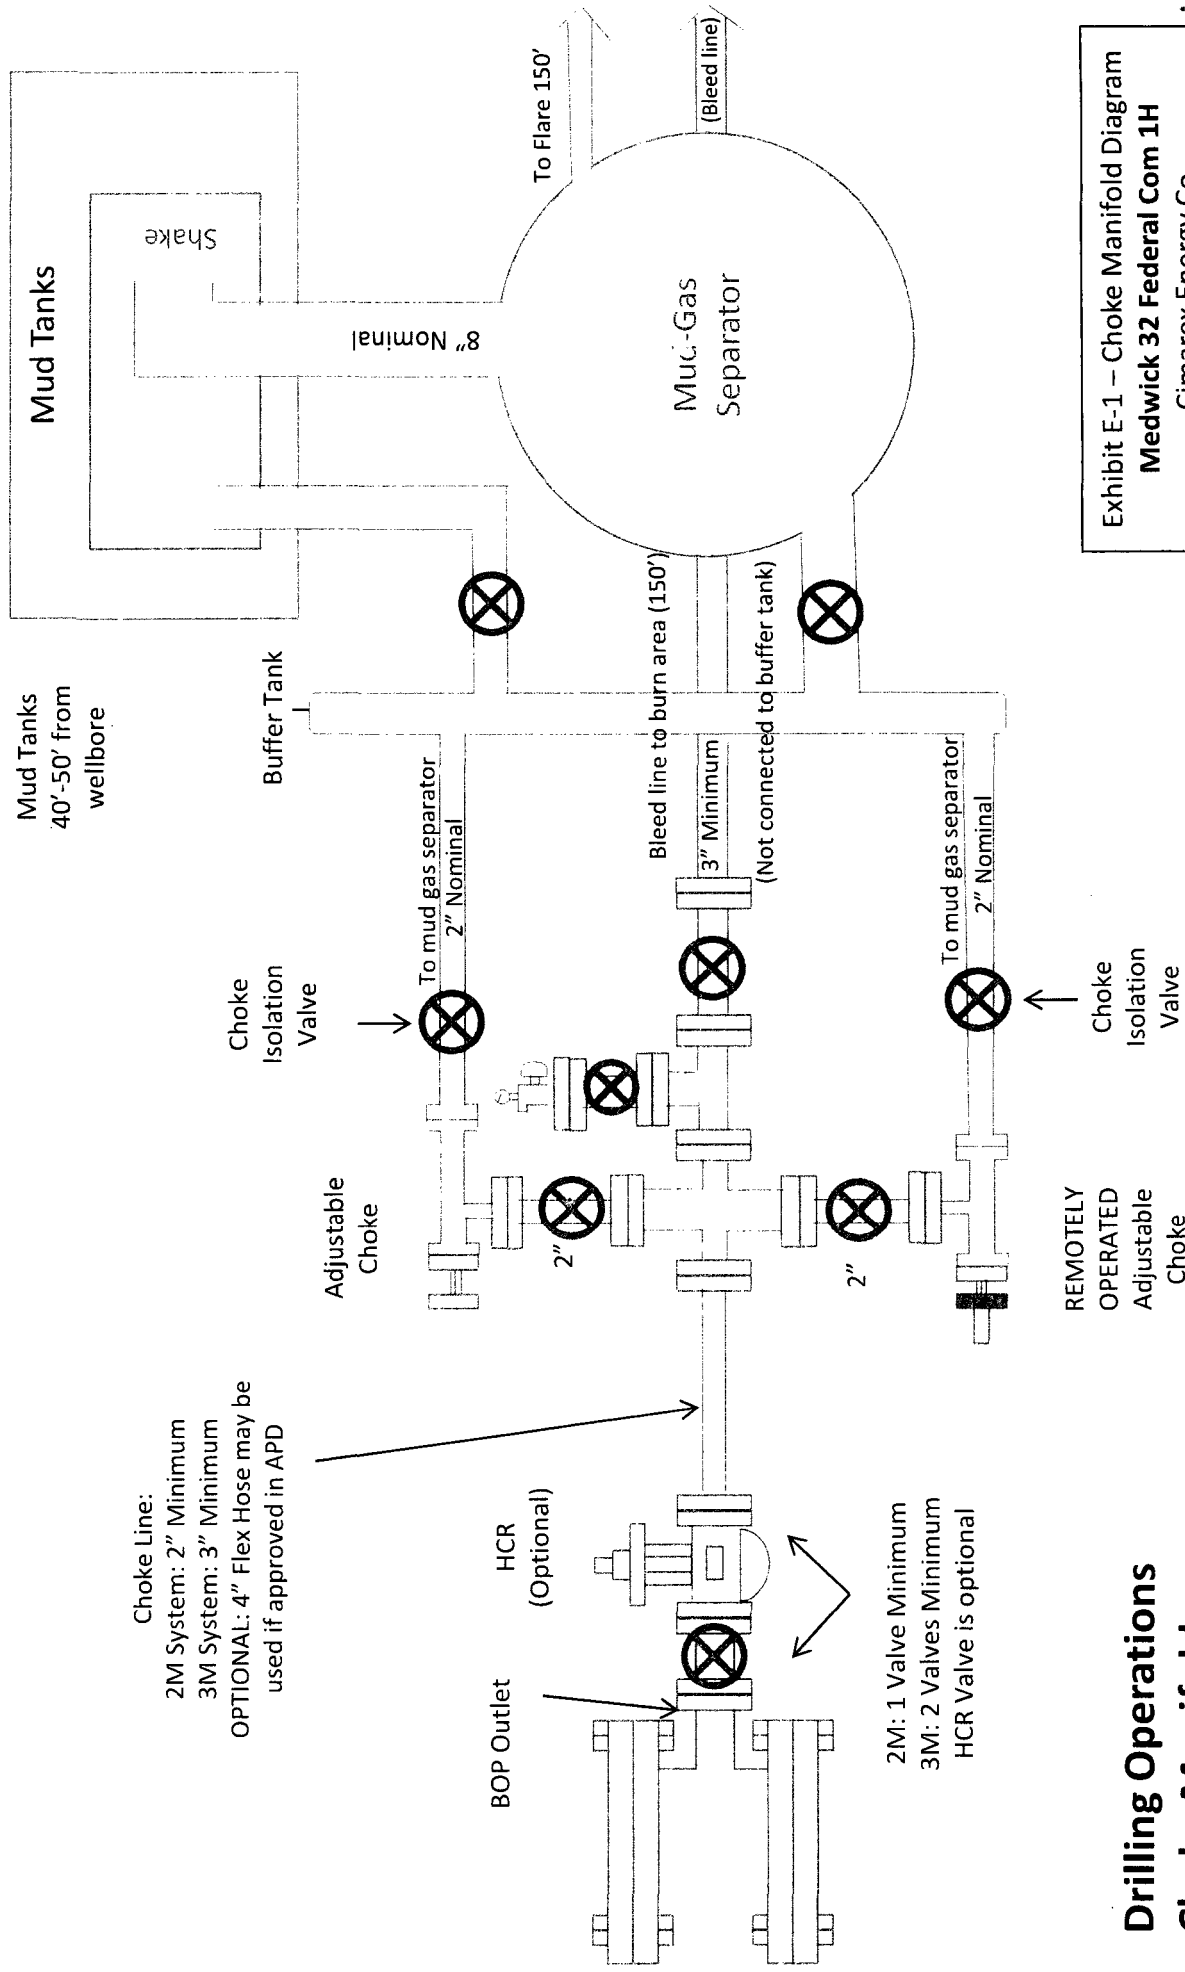 Mud Tanks
40'-50' from
wellbore
Mud Tanks
Shake
8" Nominal
Buffer Tank
To Flare 150'
(Bleed line)
Mud-Gas
Separator
Choke Line:
2M System: 2" Minimum
3M System: 3" Minimum
OPTIONAL: 4" Flex Hose may be
used if approved in APD
Adjustable
Choke
Choke
Isolation
Valve
To mud gas separator
2" Nominal
2"
Bleed line to burn area (150')
3" Minimum
(Not connected to buffer tank)
BOP Outlet
HCR
(Optional)
2M: 1 Valve Minimum
3M: 2 Valves Minimum
HCR Valve is optional
2"
To mud gas separator
2" Nominal
REMOTELY
OPERATED
Adjustable
Choke
Choke
Isolation
Valve
Drilling Operations
Exhibit E-1 – Choke Manifold Diagram
Medwick 32 Federal Com 1H
Cimarex Energy Co.